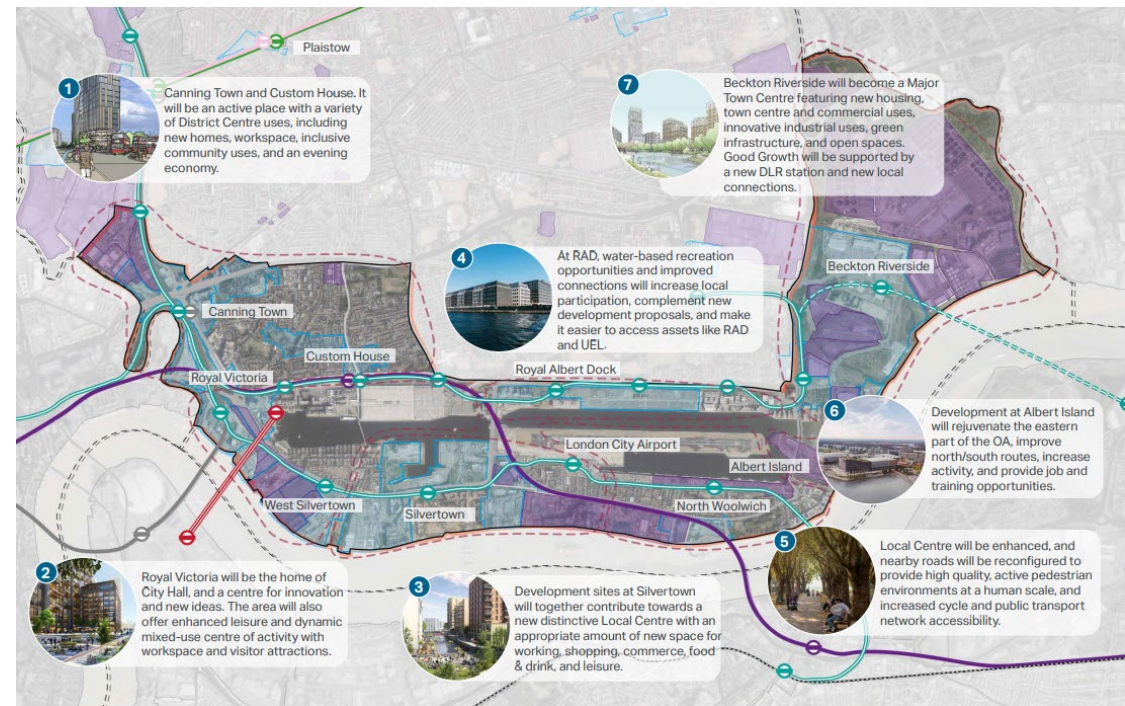 Plaistow
1
Canning Town and Custom House. It
will be an active place with a variety
of District Centre uses, including
new homes, workspace, inclusive
community uses, and an evening
economy.
7
Beckton Riverside will become a Major
Town Centre featuring new housing,
town centre and commercial uses,
innovative industrial uses, green
infrastructure, and open spaces.
Good Growth will be supported by
a new DLR station and new local
connections.
4
At RAD, water-based recreation
opportunities and improved
connections will increase local
participation, complement new
development proposals, and make
it easier to access assets like RAD
and UEL.
Beckton Riverside
Canning Town
Custom House
Royal Victoria
Royal Albert Dock
London City Airport
Albert Island
West Silvertown
Silvertown
North Woolwich
6
Development at Albert Island
will rejuvenate the eastern
part of the OA, improve
north/south routes, increase
activity, and provide job and
training opportunities.
5
Local Centre will be enhanced, and
nearby roads will be reconfigured to
provide high quality, active pedestrian
environments at a human scale, and
increased cycle and public transport
network accessibility.
2
Royal Victoria will be the home of
City Hall, and a centre for innovation
and new ideas. The area will also
offer enhanced leisure and dynamic
mixed-use centre of activity with
workspace and visitor attractions.
3
Development sites at Silvertown
will together contribute towards a
new distinctive Local Centre with an
appropriate amount of new space for
working, shopping, commerce, food
& drink, and leisure.